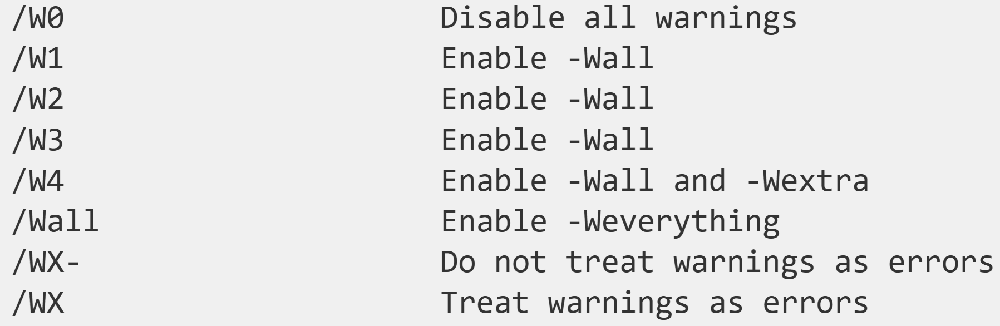 /W0 Disable all warnings
/W1 Enable -Wall
/W2 Enable -Wall
/W3 Enable -Wall
/W4 Enable -Wall and -Wextra
/Wall Enable -Weverything
/WX- Do not treat warnings as errors
/WX Treat warnings as errors